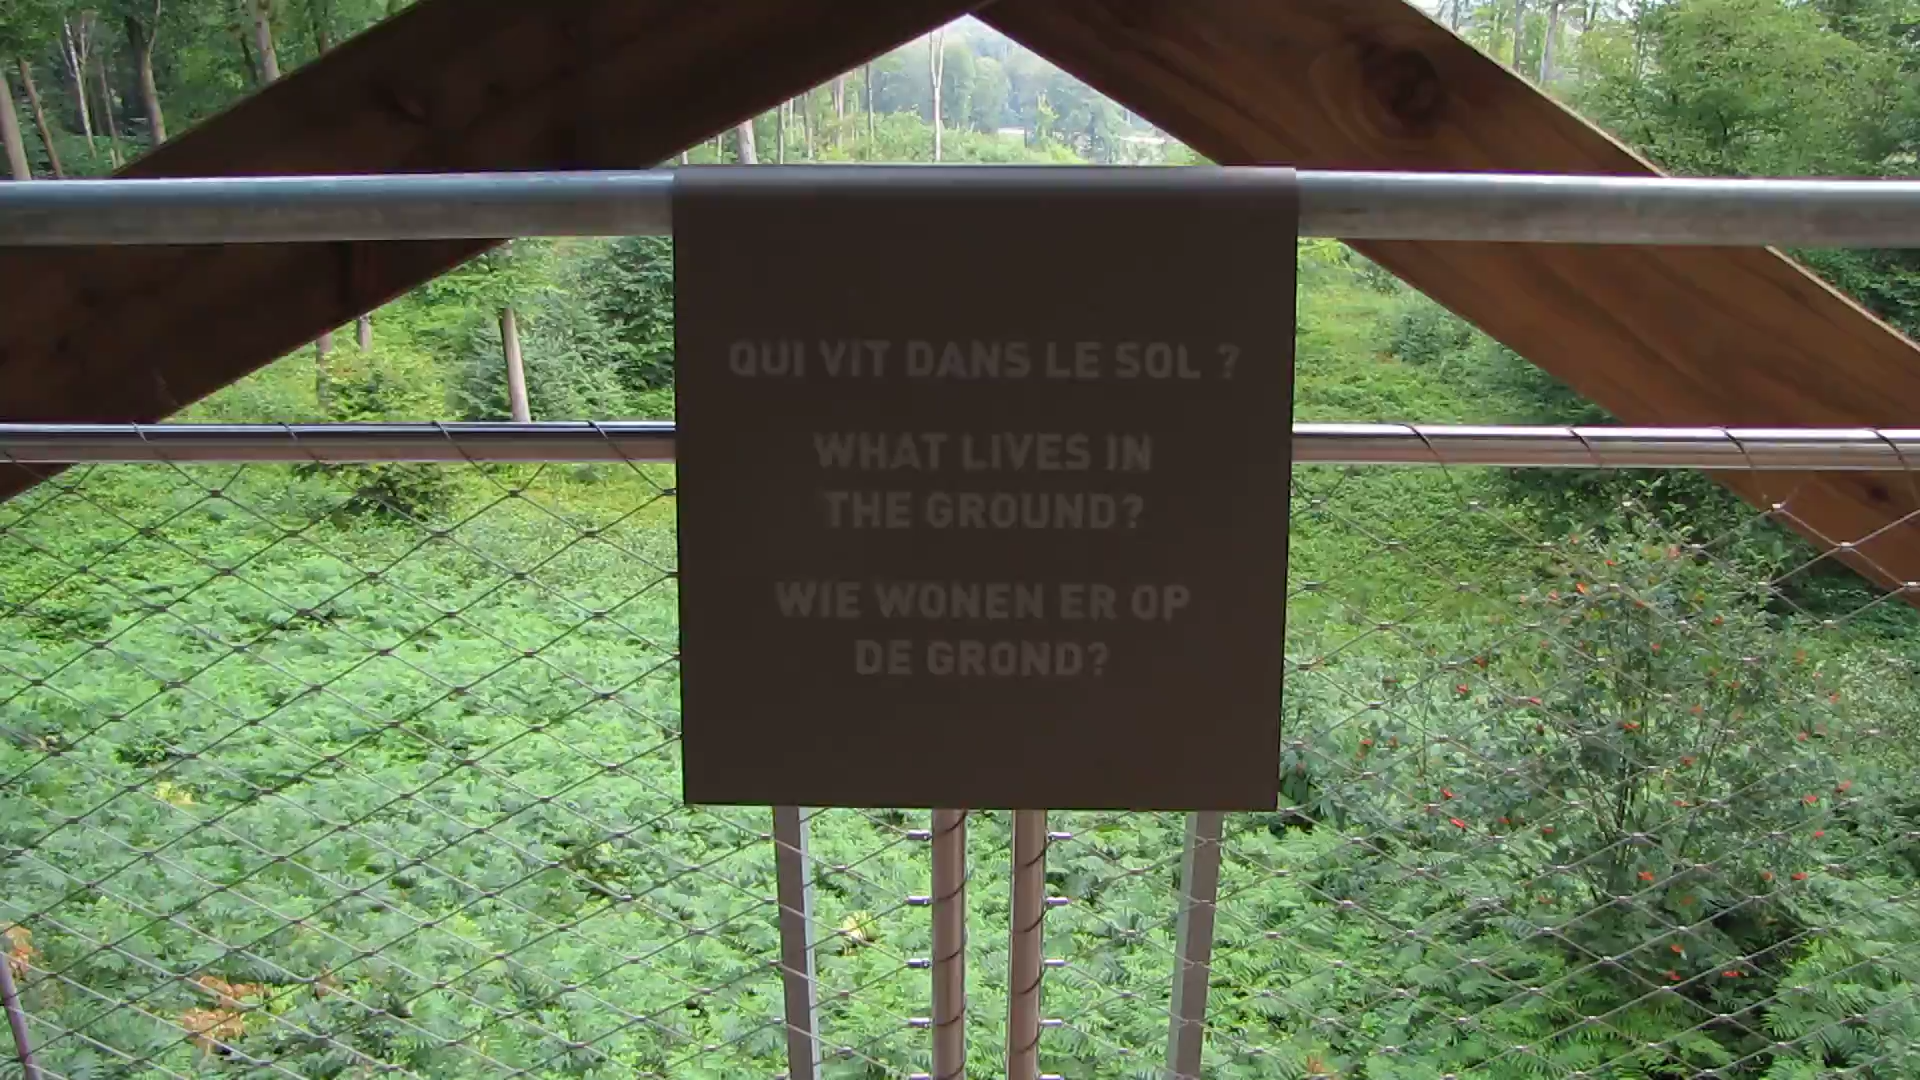 QUI VIT DANS LE SOL ?
WHAT LIVES IN
THE GROUND?
WIE WONEN ER OP
DE GROND?